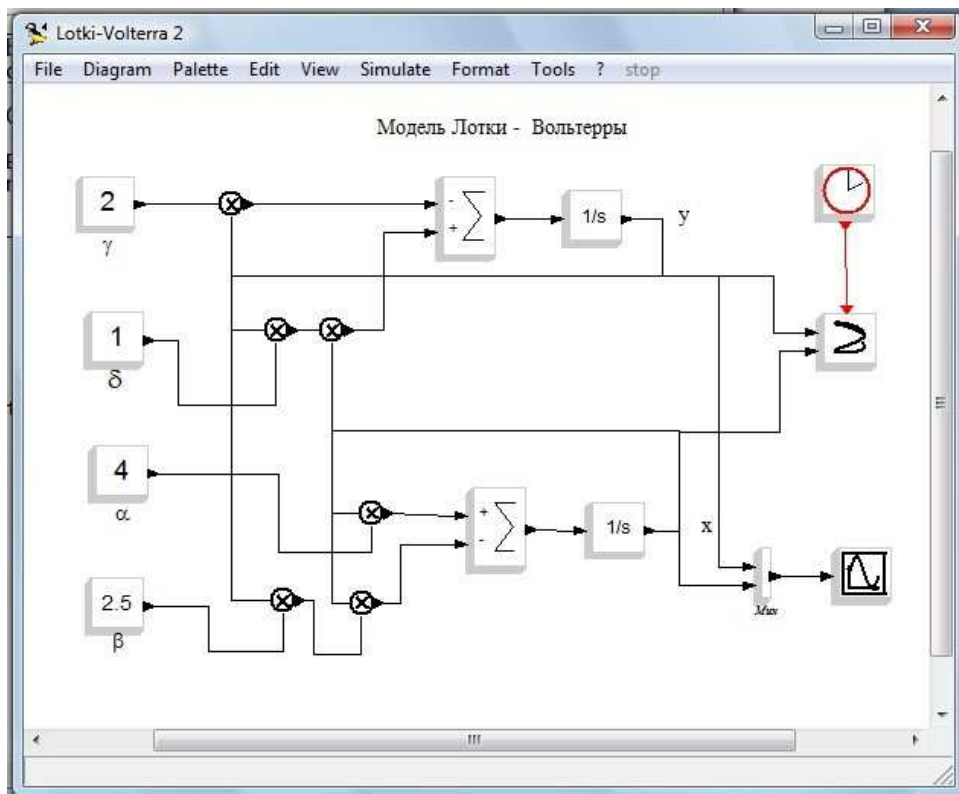 Lotki-Volterra 2
File Diagram Palette Edit View Simulate Format Tools ? stop
Модель Лотки - Вольтерры
2
γ
- + Σ
1/s
y
1
δ
4
α
+ - Σ
1/s
x
2.5
β
Mux